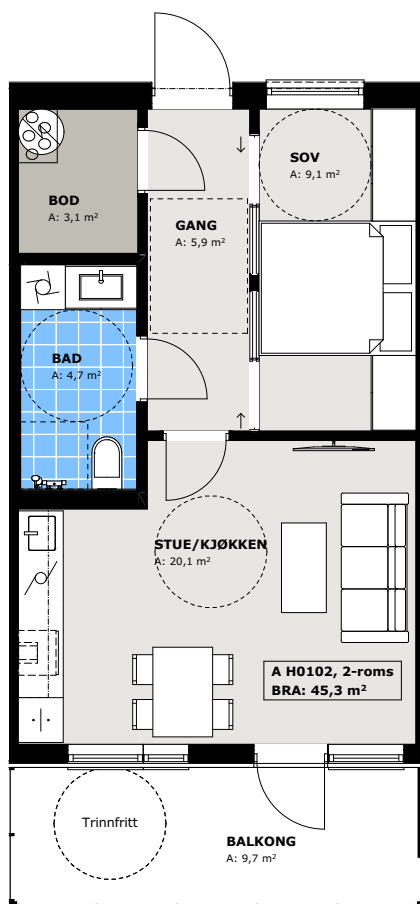 SOV
A: 9,1 m²
BOD
A: 3,1 m²
GANG
A: 5,9 m²
BAD
A: 4,7 m²
STUE/KJØKKEN
A: 20,1 m²
A H0102, 2-roms
BRA: 45,3 m²
Trinnfritt
BALKONG
A: 9,7 m²